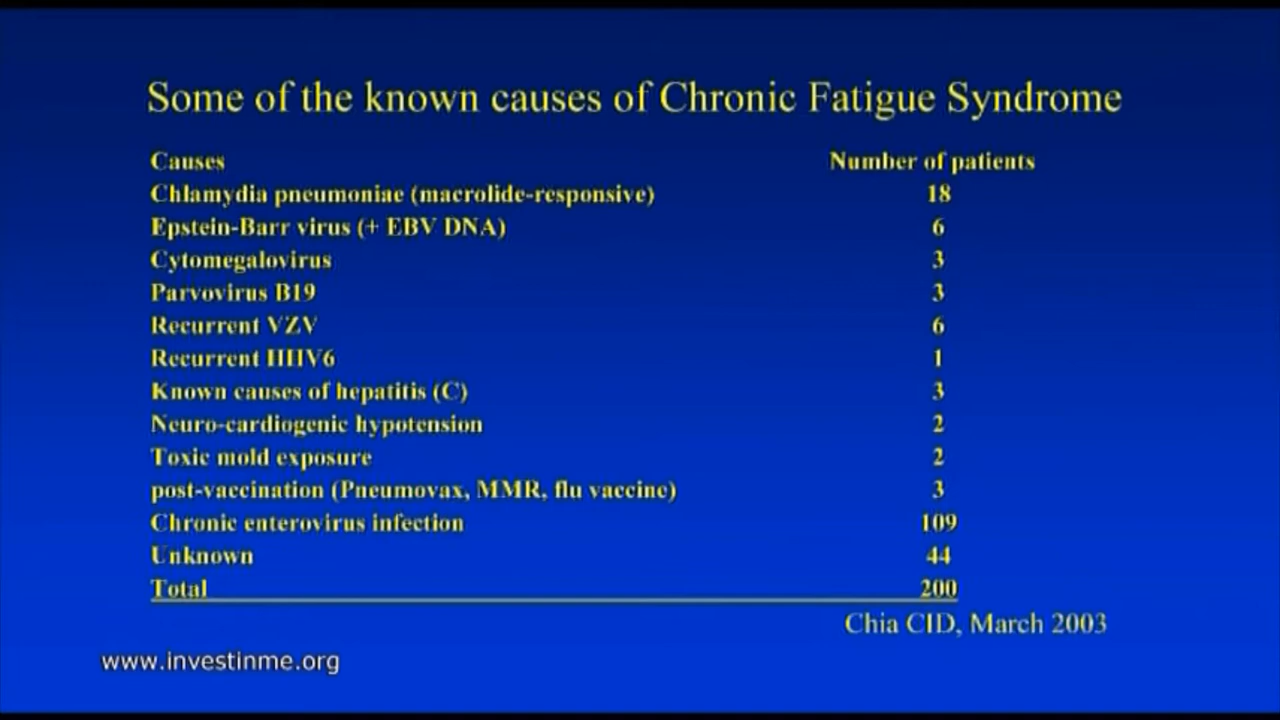 Some of the known causes of Chronic Fatigue Syndrome
Causes Number of patients
Chlamydia pneumoniae (macrolide-responsive) 18
Epstein-Barr virus (+ EBV DNA) 6
Cytomegalovirus 3
Parvovirus B19 3
Recurrent VZV 6
Recurrent HHV6 1
Known causes of hepatitis (C) 3
Neuro-cardiogenic hypotension 2
Toxic mold exposure 2
post-vaccination (Pneumovax, MMR, flu vaccine) 3
Chronic enterovirus infection 109
Unknown 44
Total 200
Chia CID, March 2003
www.investinme.org